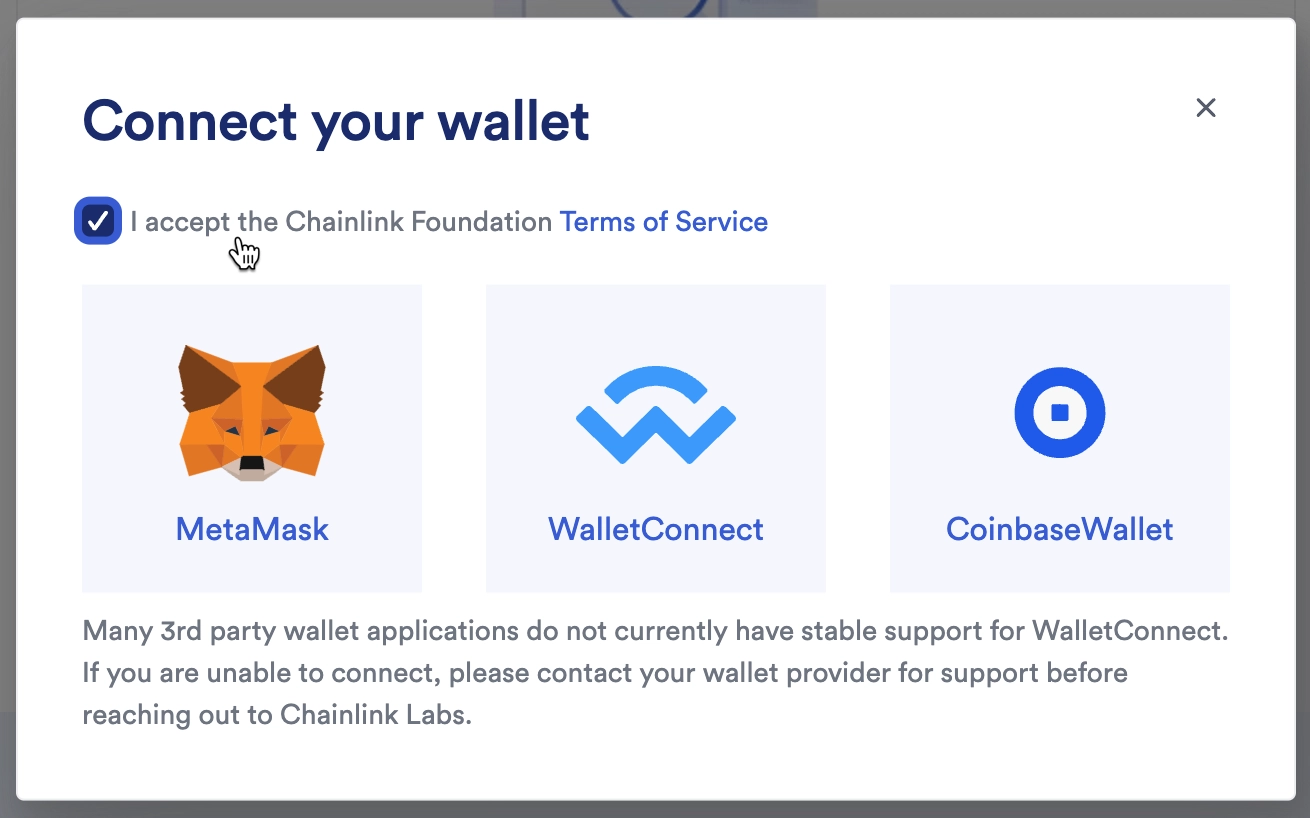 Connect your wallet
I accept the Chainlink Foundation Terms of Service
MetaMask
WalletConnect
CoinbaseWallet
Many 3rd party wallet applications do not currently have stable support for WalletConnect.
If you are unable to connect, please contact your wallet provider for support before
reaching out to Chainlink Labs.